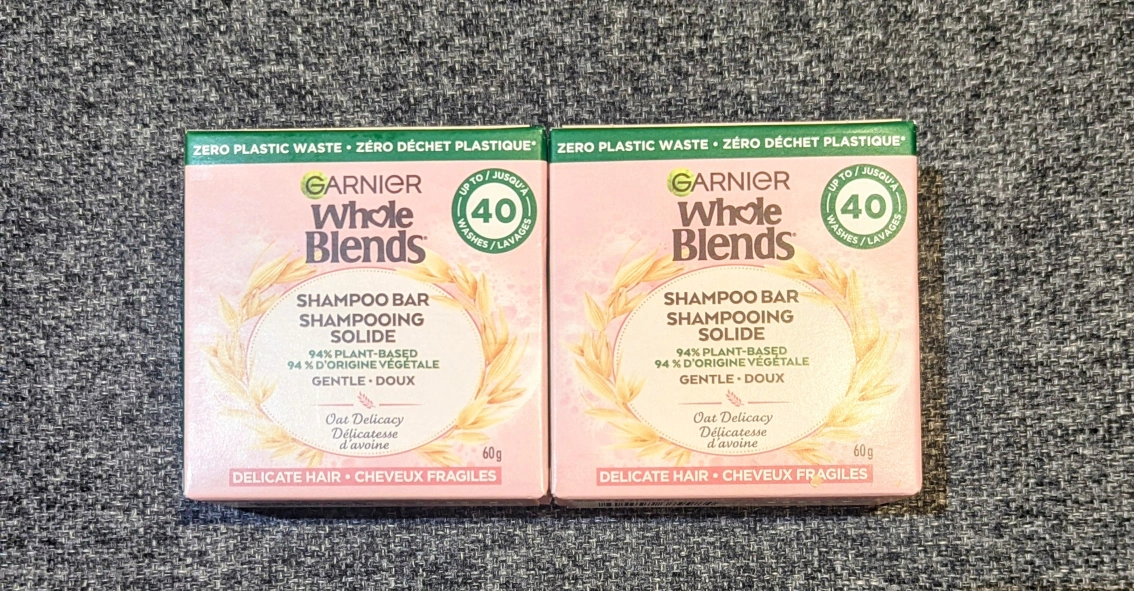 ZERO PLASTIC WASTE • ZÉRO DÉCHET PLASTIQUE*
GARNIER
Whole
Blends®
UP TO / JUSQU'À
40
WASHES / LAVAGES
SHAMPOO BAR
SHAMPOOING
SOLIDE
94% PLANT-BASED
94 % D'ORIGINE VÉGÉTALE
GENTLE • DOUX
Oat Delicacy
Délicatesse
d'avoine
60g
DELICATE HAIR • CHEVEUX FRAGILES
ZERO PLASTIC WASTE • ZÉRO DÉCHET PLASTIQUE*
GARNIER
Whole
Blends®
UP TO / JUSQU'À
40
WASHES / LAVAGES
SHAMPOO BAR
SHAMPOOING
SOLIDE
94% PLANT-BASED
94 % D'ORIGINE VÉGÉTALE
GENTLE • DOUX
Oat Delicacy
Délicatesse
d'avoine
60g
DELICATE HAIR • CHEVEUX FRAGILES